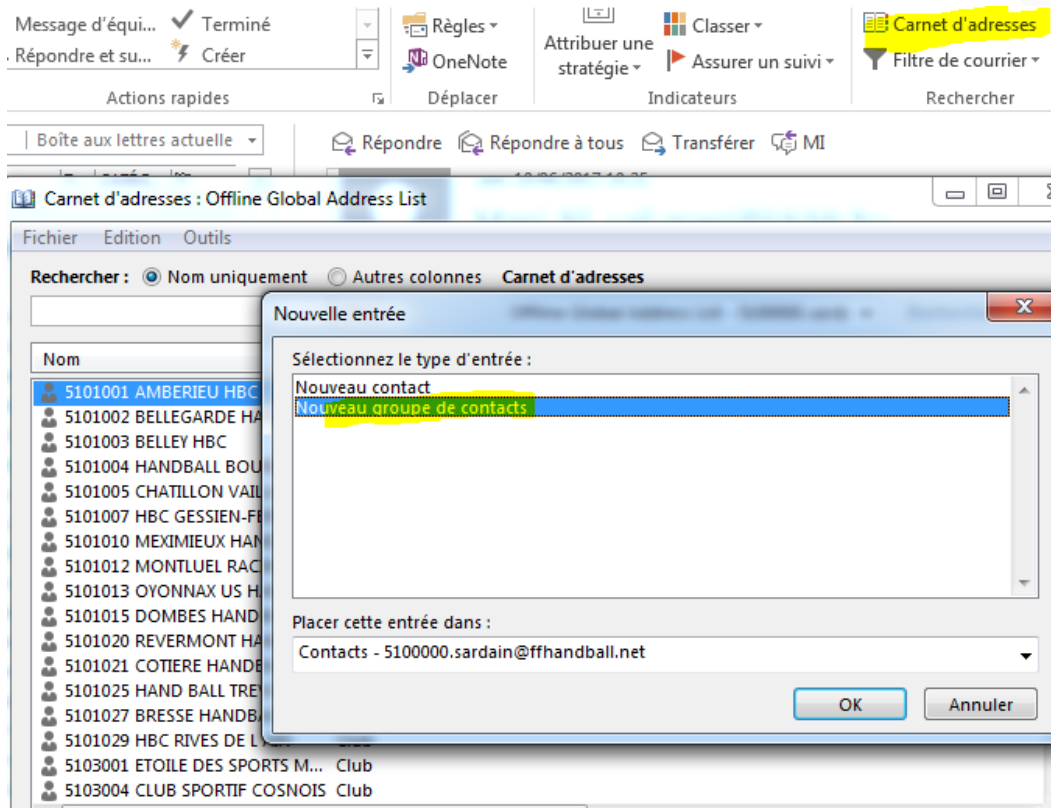 Message d'équi... Terminé
Répondre et su... Créer
Actions rapides
Règles
OneNote
Déplacer
Attribuer une
stratégie
Classer
Assurer un suivi
Indicateurs
Carnet d'adresses
Filtre de courrier
Rechercher
Boîte aux lettres actuelle
Répondre Répondre à tous Transférer MI
Carnet d'adresses : Offline Global Address List
Fichier Edition Outils
Rechercher : Nom uniquement Autres colonnes Carnet d'adresses
Nouvelle entrée
Sélectionnez le type d'entrée :
Nouveau contact
Nouveau groupe de contacts
Placer cette entrée dans :
Contacts - 5100000.sardain@ffhandball.net
OK Annuler
Nom
5101001 AMBERIEU HBC
5101002 BELLEGARDE HA
5101003 BELLEY HBC
5101004 HANDBALL BOU
5101005 CHATILLON VAIL
5101007 HBC GESSIEN-FE
5101010 MEXIMIEUX HAN
5101012 MONTLUEL RAC
5101013 OYONNAX US H
5101015 DOMBES HAND
5101020 REVERMONT HA
5101021 COTIERE HANDB
5101025 HAND BALL TREV
5101027 BRESSE HANDBA
5101029 HBC RIVES DE L'AIN Club
5103001 ETOILE DES SPORTS M... Club
5103004 CLUB SPORTIF COSNOIS Club